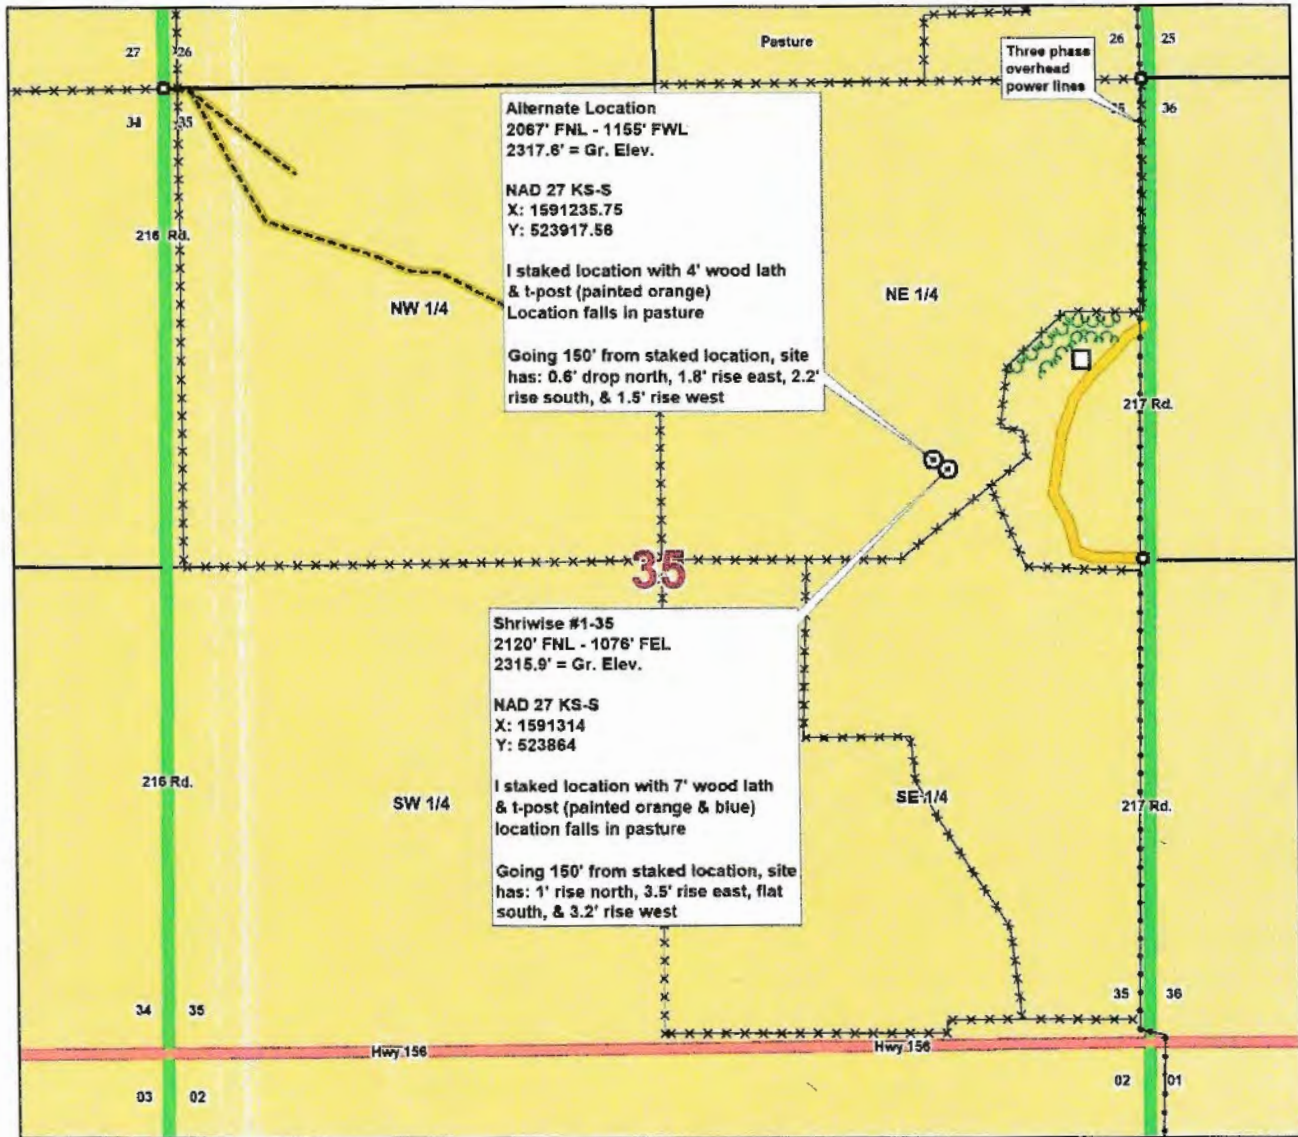 27 26
Pasture
26 25
Three phase
overhead
power lines
34 35
35 36
Alternate Location
2067' FNL - 1155' FWL
2317.6' = Gr. Elev.
NAD 27 KS-S
X: 1591235.75
Y: 523917.56
I staked location with 4' wood lath
& t-post (painted orange)
Location falls in pasture
Going 150' from staked location, site
has: 0.6' drop north, 1.8' rise east, 2.2'
rise south, & 1.5' rise west
216 Rd.
NW 1/4
NE 1/4
217 Rd.
35
Shriwise #1-35
2120' FNL - 1076' FEL
2315.9' = Gr. Elev.
NAD 27 KS-S
X: 1591314
Y: 523864
I staked location with 7' wood lath
& t-post (painted orange & blue)
location falls in pasture
Going 150' from staked location, site
has: 1' rise north, 3.5' rise east, flat
south, & 3.2' rise west
216 Rd.
SW 1/4
SE 1/4
217 Rd.
34 35
35 36
Hwy 156
Hwy 156
03 02
02 01